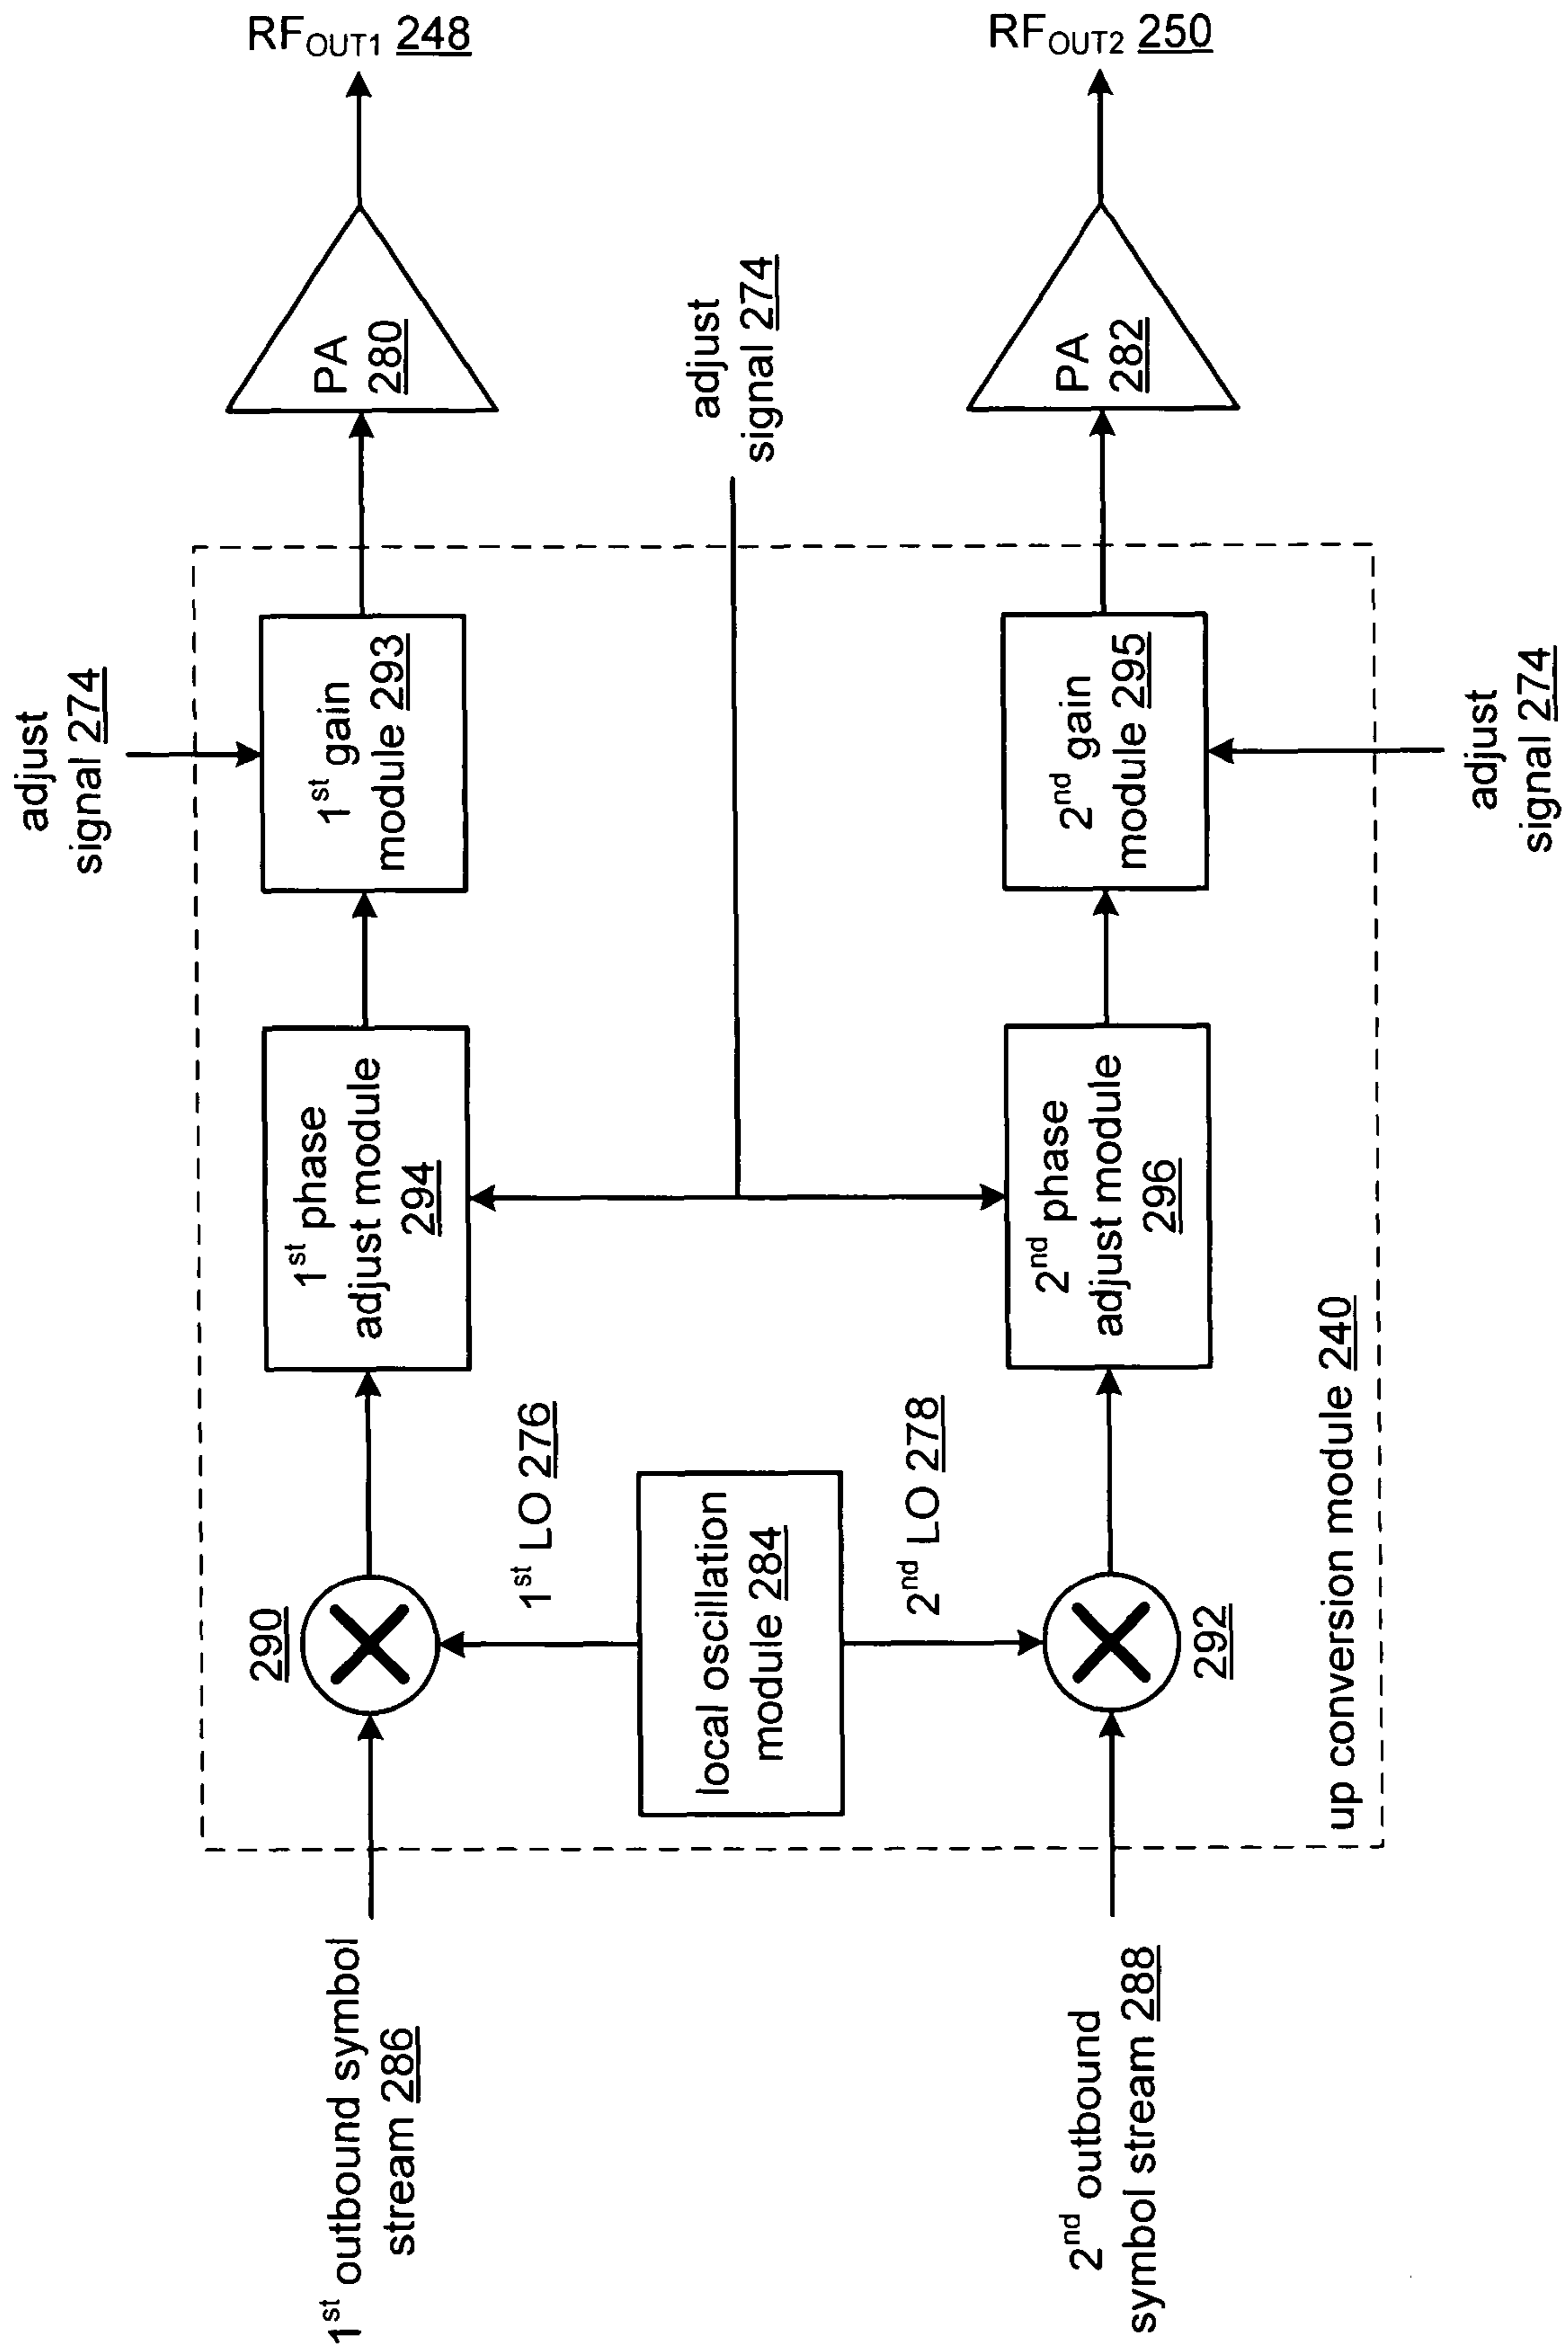 adjust
signal 274
RFOUT1 248
1st outbound symbol
stream 286
290
1st phase
adjust module
294
1st gain
module 293
PA
280
1st LO 276
local oscillation
module 284
2nd LO 278
adjust
signal 274
2nd outbound
symbol stream 288
292
2nd phase
adjust module
296
2nd gain
module 295
PA
282
RFOUT2 250
up conversion module 240
adjust
signal 274